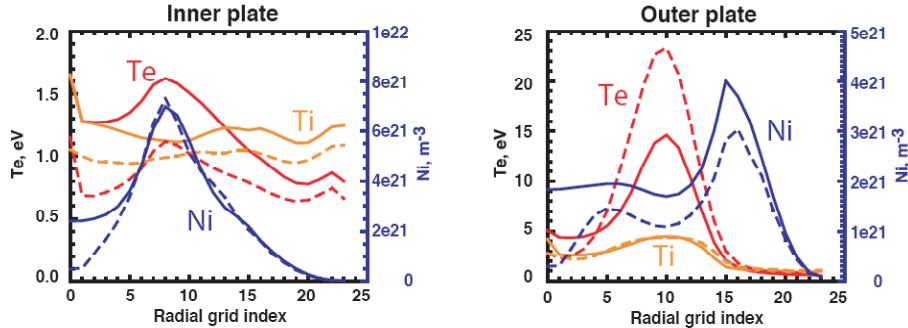 Inner plate
2.0
1.5
1.0
0.5
0.0
Te, eV
Te
Ti
Ni
1e22
8e21
6e21
4e21
2e21
0
Ni, m-3
0 5 10 15 20 25
Radial grid index
Outer plate
25
20
15
10
5
0
Te, eV
Te
Ni
Ti
5e21
4e21
3e21
2e21
1e21
0
Ni. m-3
0 5 10 15 20 25
Radial grid index